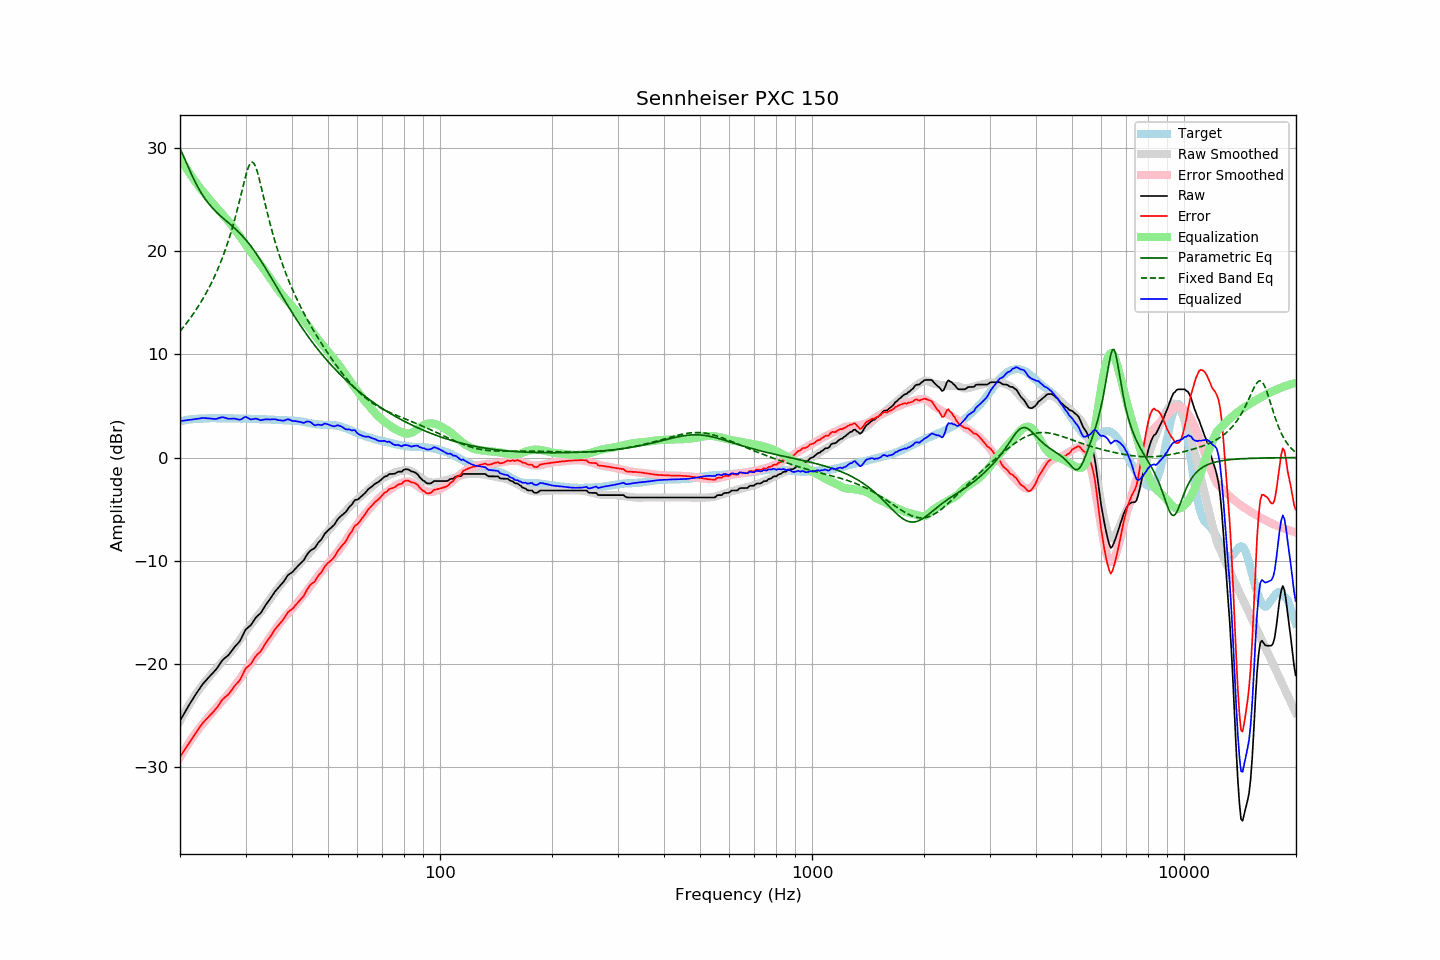 Sennheiser PXC 150
Target
Raw Smoothed
Error Smoothed
Raw
Error
Equalization
Parametric Eq
Fixed Band Eq
Equalized
30
20
10
0
−10
−20
−30
Amplitude (dBr)
100
1000
10000
Frequency (Hz)